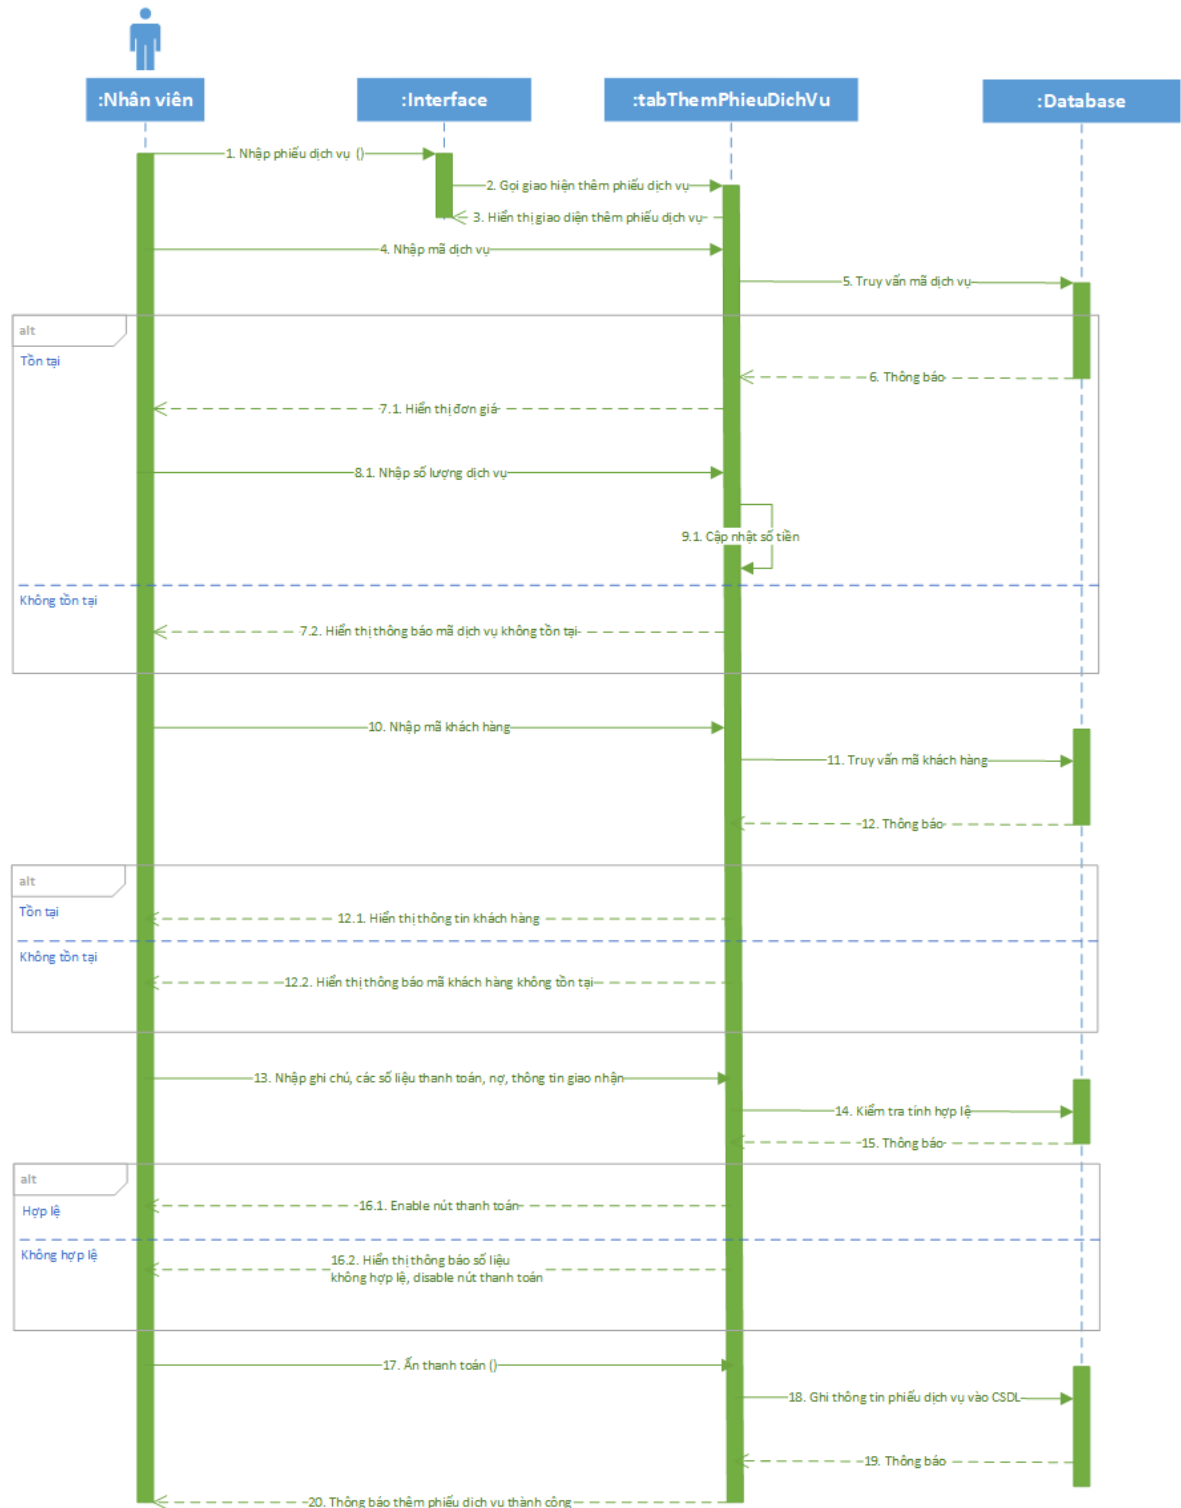 :Nhân viên
:Interface
:tabThemPhieuDichVu
:Database
1. Nhập phiếu dịch vụ ()
2. Gọi giao hiện thêm phiếu dịch vụ
3. Hiển thị giao diện thêm phiếu dịch vụ
4. Nhập mã dịch vụ
5. Truy vấn mã dịch vụ
alt
Tồn tại
6. Thông báo
7.1. Hiển thị đơn giá
8.1. Nhập số lượng dịch vụ
9.1. Cập nhật số tiền
Không tồn tại
7.2. Hiển thị thông báo mã dịch vụ không tồn tại
10. Nhập mã khách hàng
11. Truy vấn mã khách hàng
12. Thông báo
alt
Tồn tại
12.1. Hiển thị thông tin khách hàng
Không tồn tại
12.2. Hiển thị thông báo mã khách hàng không tồn tại
13. Nhập ghi chú, các số liệu thanh toán, nợ, thông tin giao nhận
14. Kiểm tra tính hợp lệ
15. Thông báo
alt
Hợp lệ
16.1. Enable nút thanh toán
Không hợp lệ
16.2. Hiển thị thông báo số liệu
không hợp lệ, disable nút thanh toán
17. Ấn thanh toán ()
18. Ghi thông tin phiếu dịch vụ vào CSDL
19. Thông báo
20. Thông báo thêm phiếu dịch vụ thành công